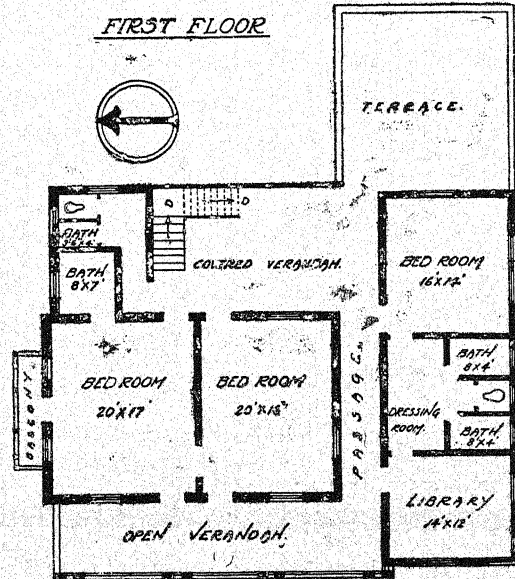 FIRST FLOOR
TERRACE.
D
D
BATH
BATH
8'X7'
COVERED VERANDAH.
BED ROOM
16'X12'
BALCONY
BED ROOM
20'X17'
BED ROOM
PASSAGE.
BATH
8'X4'
DRESSING
ROOM.
BATH
8'X4'
LIBRARY
14'X12'
OPEN VERANDAH.